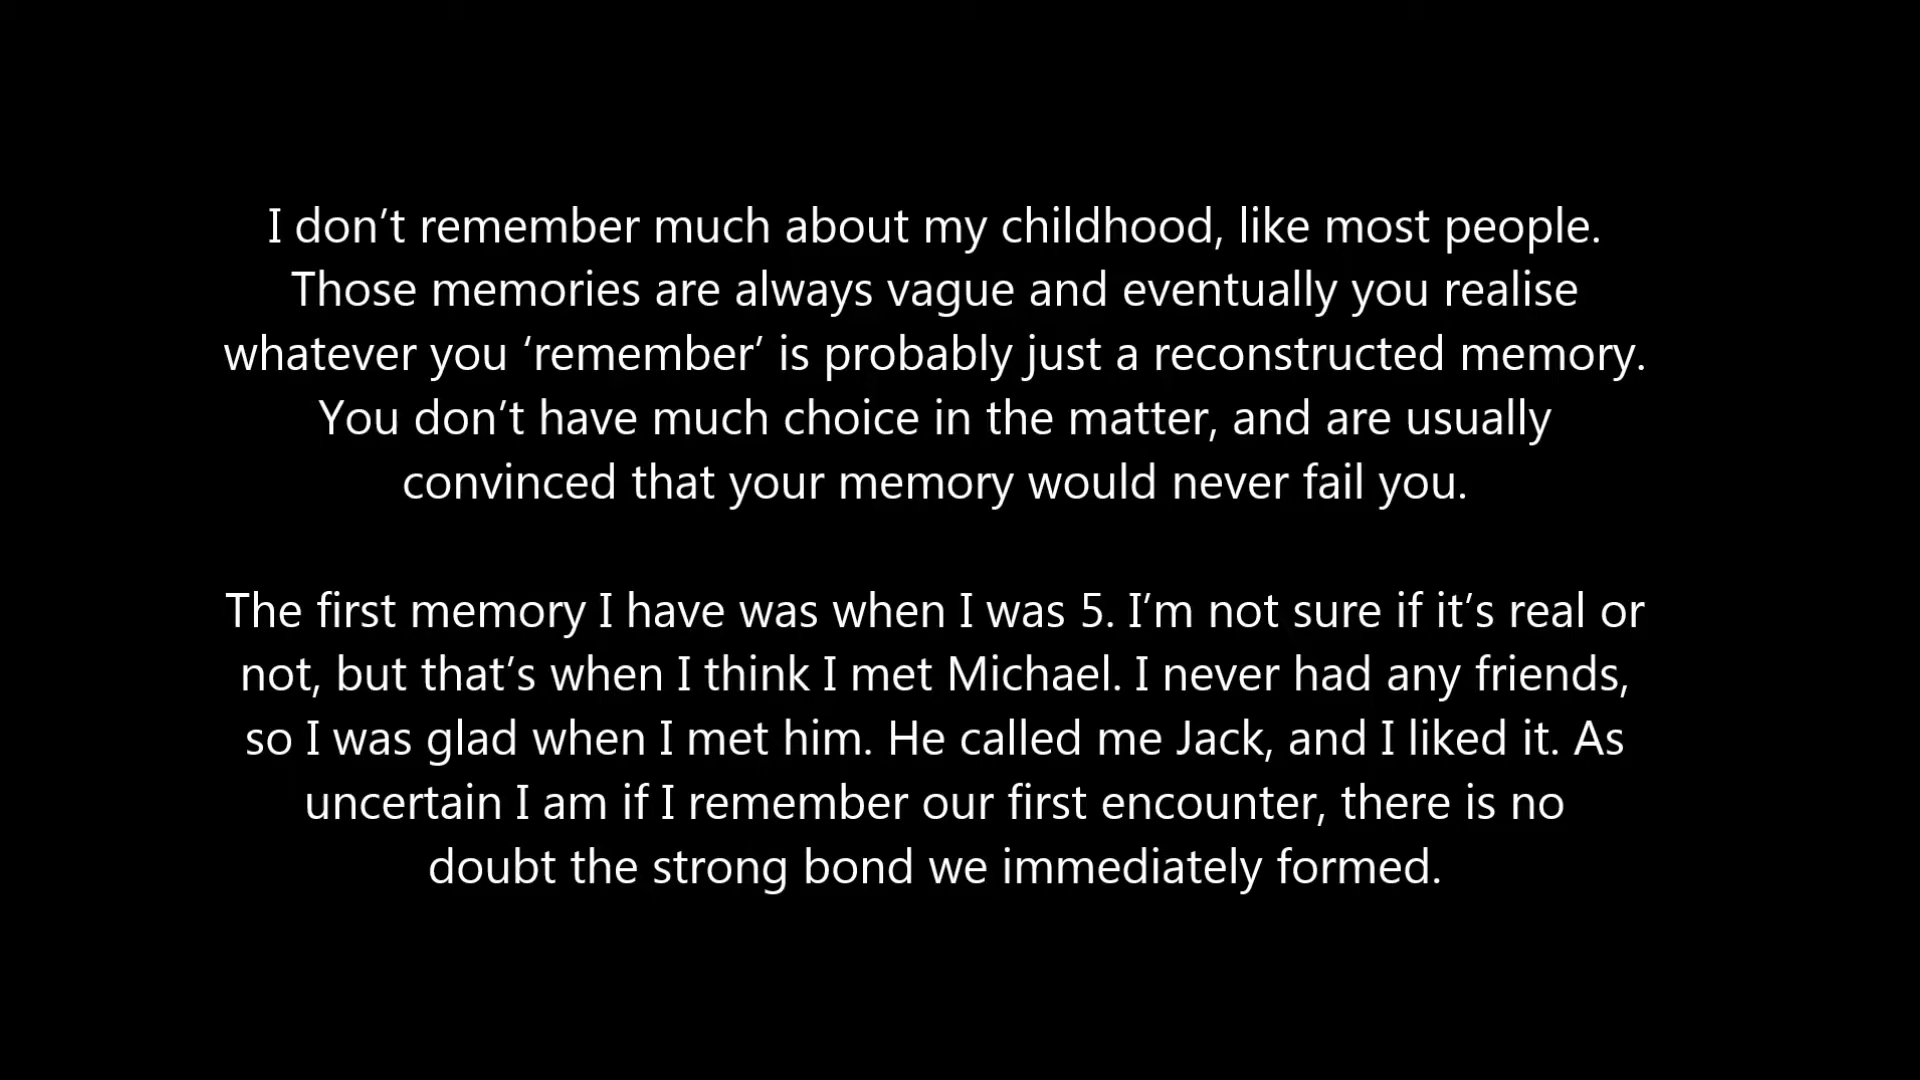 I don’t remember much about my childhood, like most people.
Those memories are always vague and eventually you realise
whatever you ‘remember’ is probably just a reconstructed memory.
You don’t have much choice in the matter, and are usually
convinced that your memory would never fail you.
The first memory I have was when I was 5. I’m not sure if it’s real or
not, but that’s when I think I met Michael. I never had any friends,
so I was glad when I met him. He called me Jack, and I liked it. As
uncertain I am if I remember our first encounter, there is no
doubt the strong bond we immediately formed.